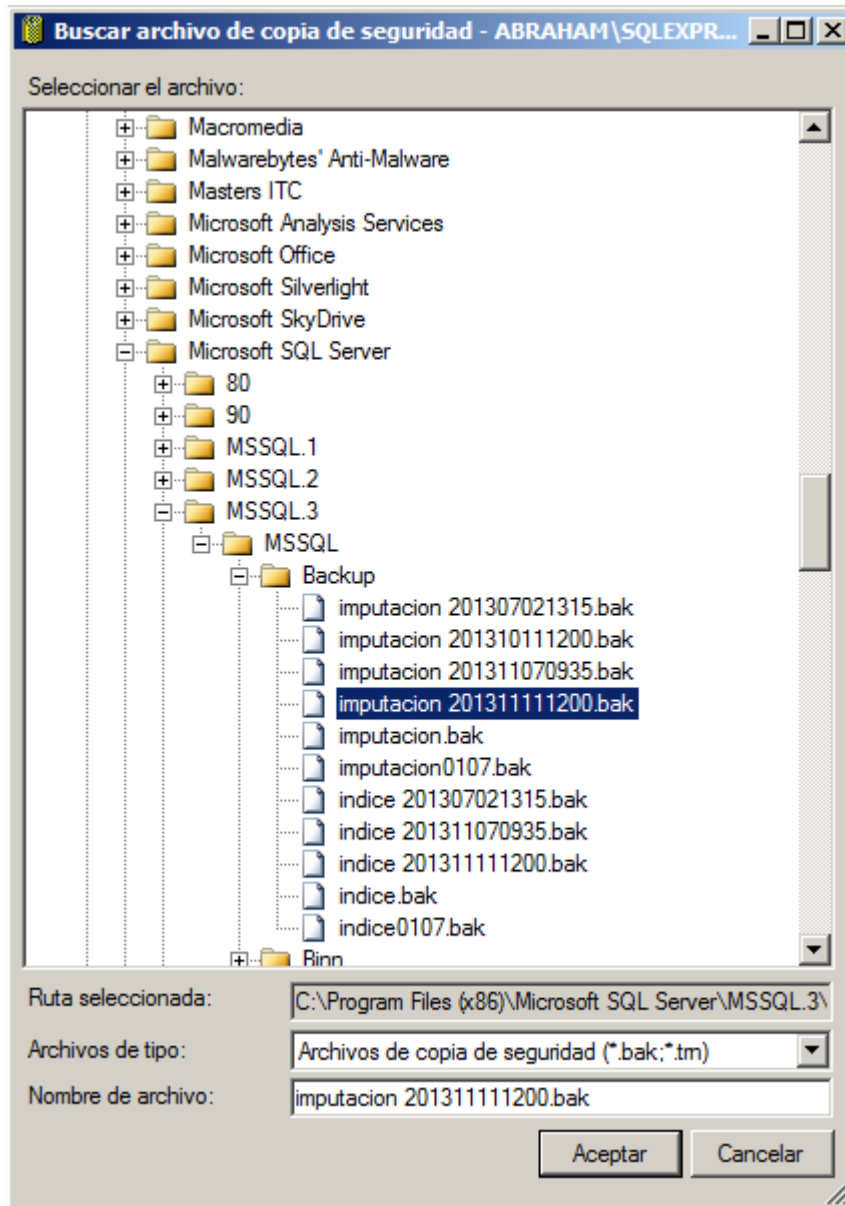 Buscar archivo de copia de seguridad - ABRAHAM\SQLEXPR...
Seleccionar el archivo:
Macromedia
Malwarebytes' Anti-Malware
Masters ITC
Microsoft Analysis Services
Microsoft Office
Microsoft Silverlight
Microsoft SkyDrive
Microsoft SQL Server
80
90
MSSQL.1
MSSQL.2
MSSQL.3
MSSQL
Backup
imputacion 201307021315.bak
imputacion 201310111200.bak
imputacion 201311070935.bak
imputacion 201311111200.bak
imputacion.bak
imputacion0107.bak
indice 201307021315.bak
indice 201311070935.bak
indice 201311111200.bak
indice.bak
indice0107.bak
Binn
Ruta seleccionada: C:\Program Files (x86)\Microsoft SQL Server\MSSQL.3\
Archivos de tipo: Archivos de copia de seguridad (*.bak;*.trn)
Nombre de archivo: imputacion 201311111200.bak
Aceptar Cancelar